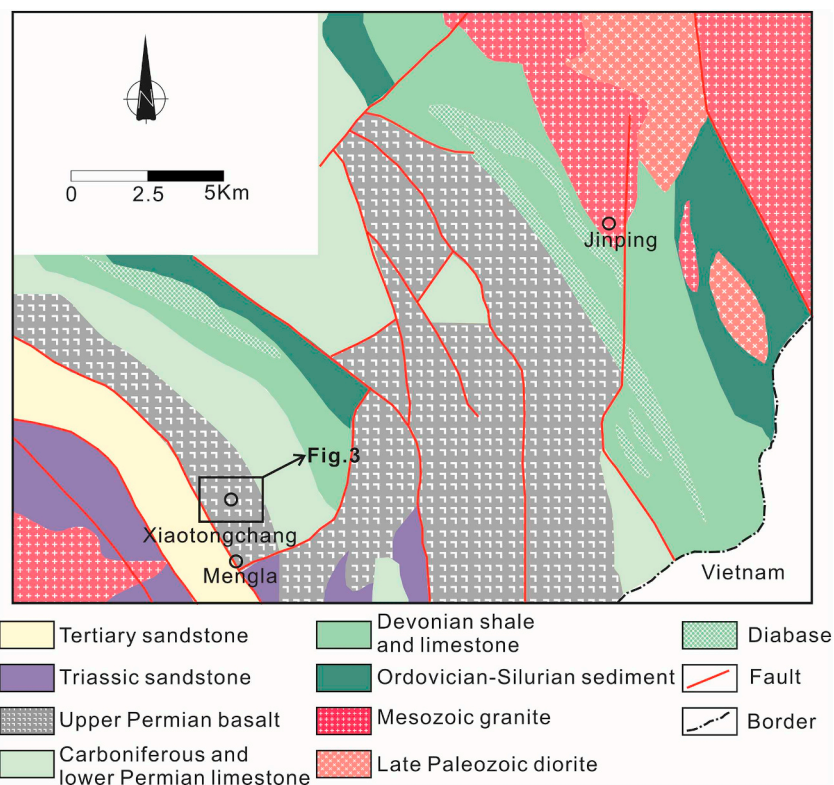 N
0 2.5 5Km
Jinping
Fig.3
Xiaotongchang
Mengla
Vietnam
Tertiary sandstone
Triassic sandstone
Upper Permian basalt
Carboniferous and
lower Permian limestone
Devonian shale
and limestone
Ordovician-Silurian sediment
Mesozoic granite
Late Paleozoic diorite
Diabase
Fault
Border